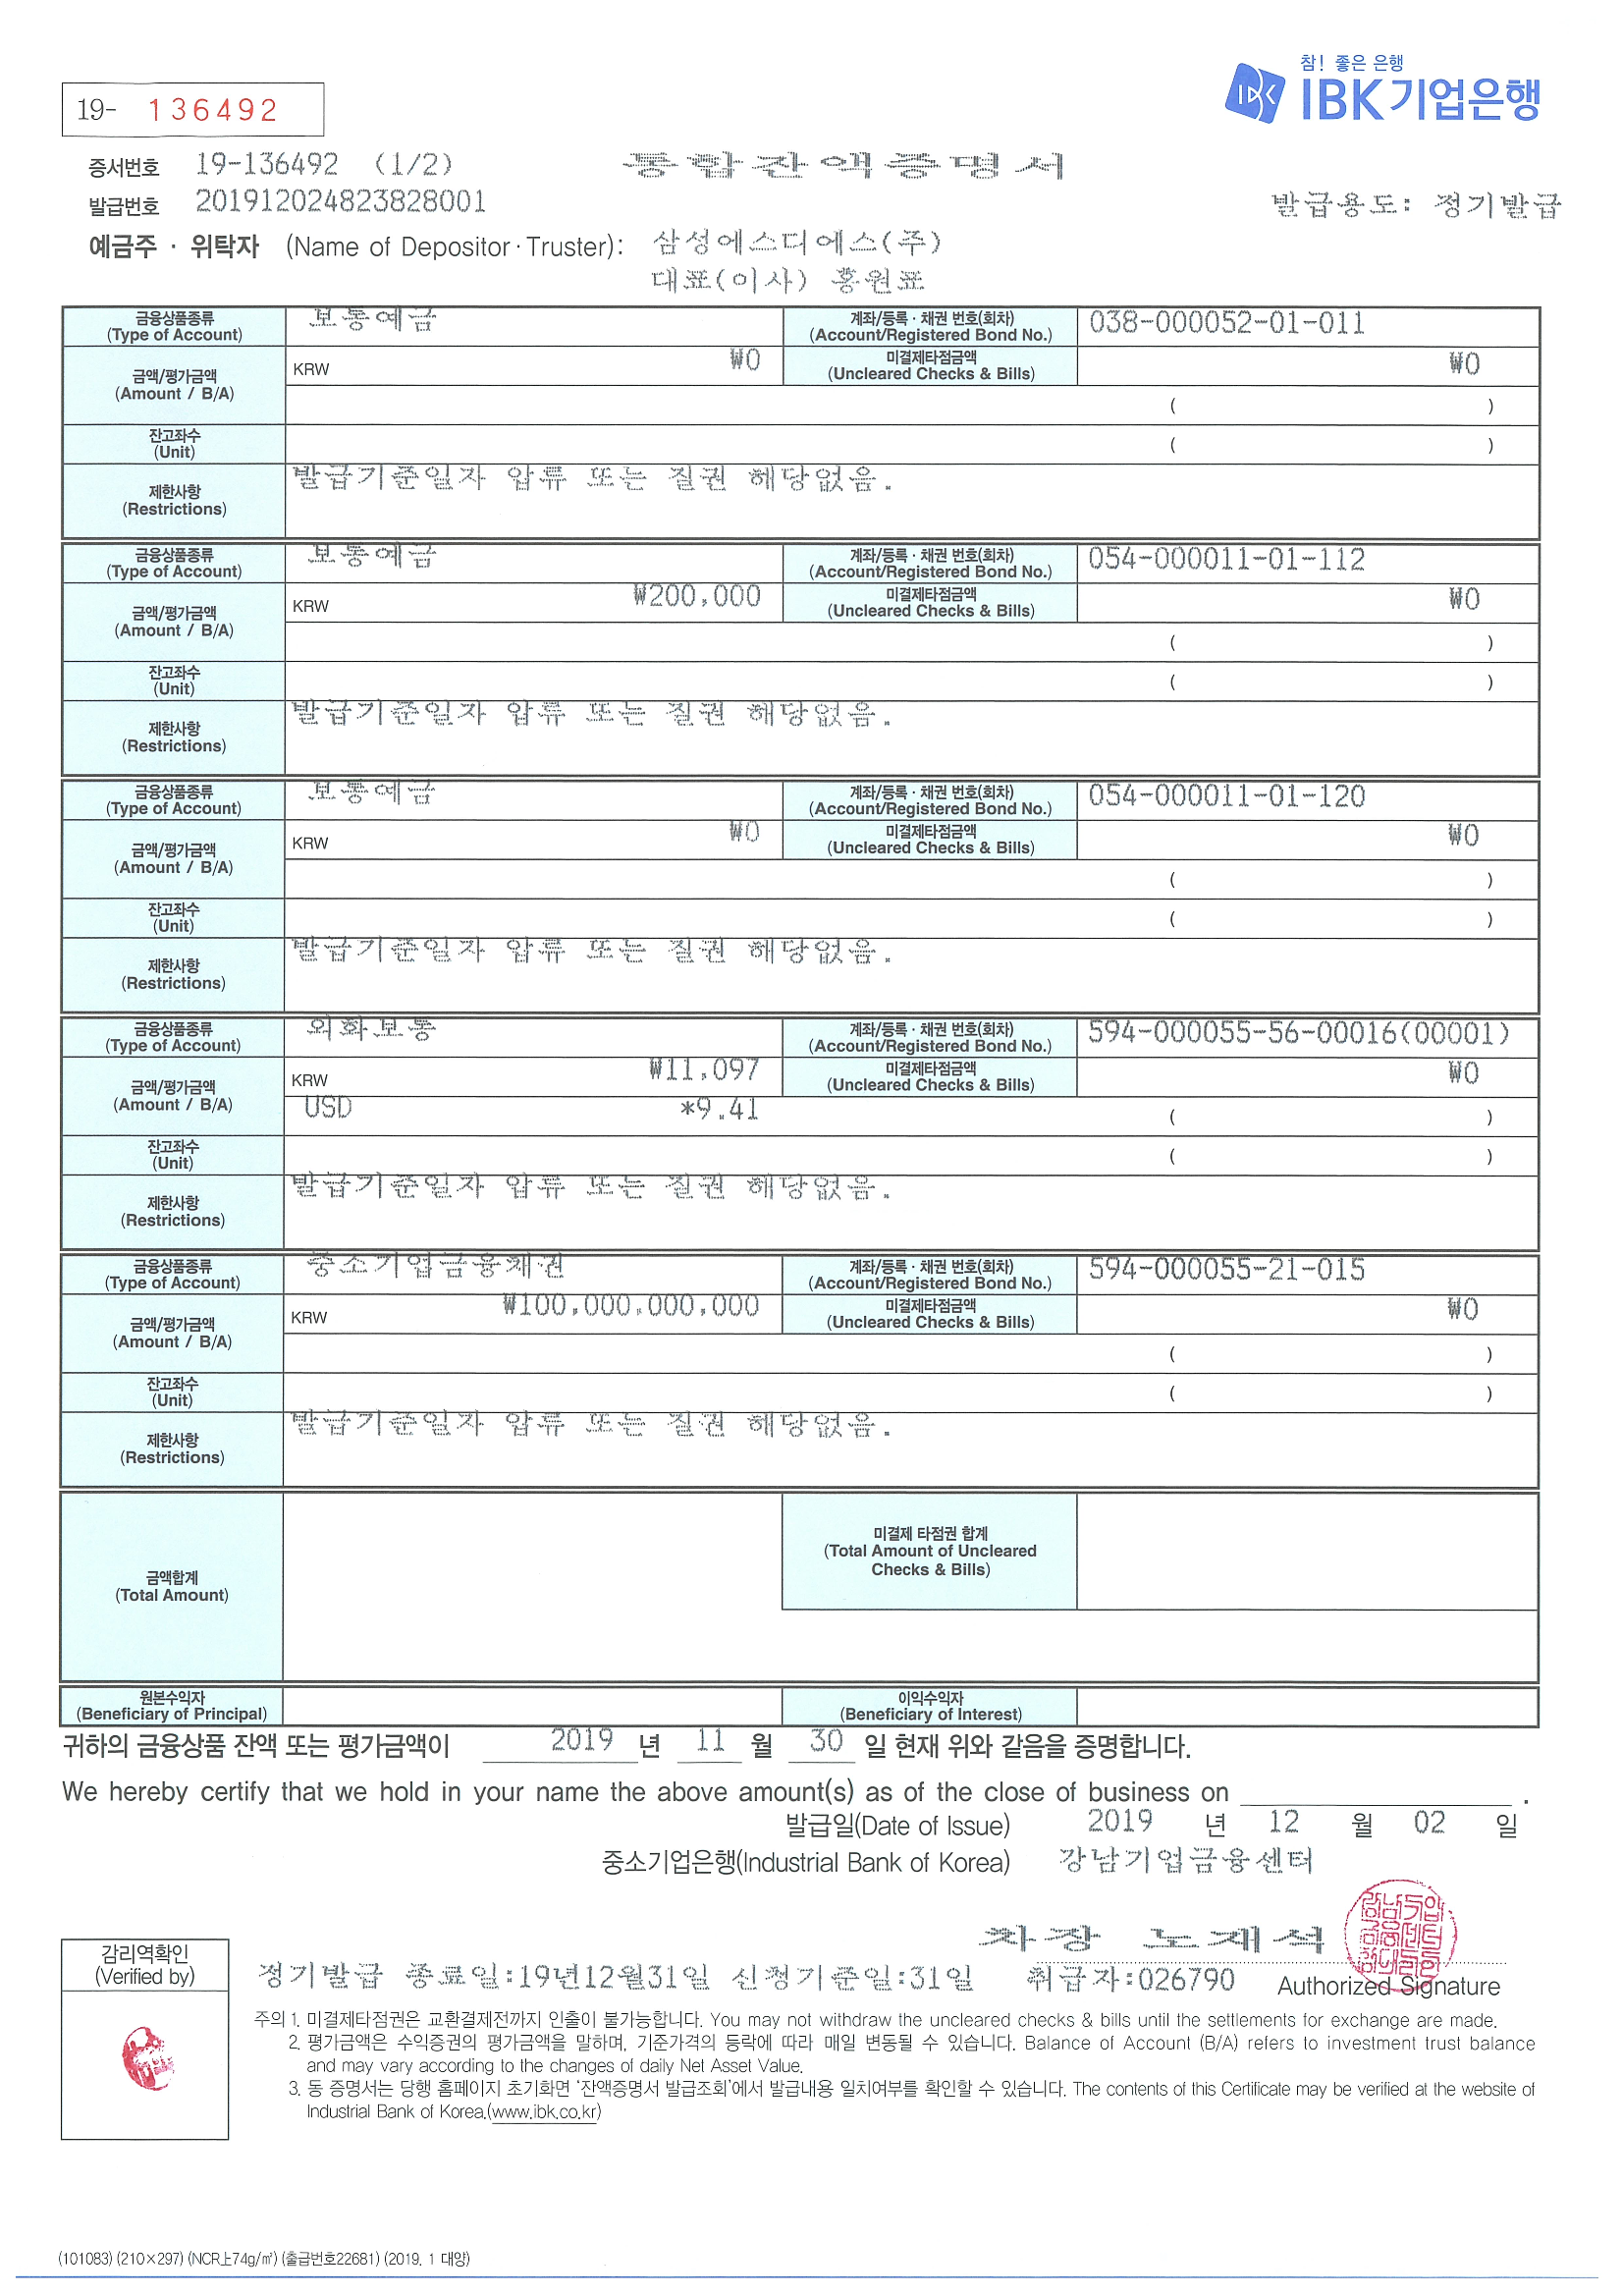 참! 좋은 은행
IBK기업은행
19- 136492
증서번호 19-136492 (1/2) 통합잔액증명서
발급번호 201912024823828001 발급용도: 정기발급
예금주 · 위탁자 (Name of Depositor · Truster): 삼성에스디에스(주)
대표(이사) 홍원표
금융상품종류 (Type of Account) 보통예금 계좌/등록 · 채권 번호(회차) (Account/Registered Bond No.) 038-000052-01-011
금액/평가금액 (Amount / B/A) KRW ₩0 미결제타점금액 (Uncleared Checks & Bills) ₩0
( )
잔고좌수 (Unit) ( )
제한사항 (Restrictions) 발급기준일자 압류 또는 질권 해당없음.
금융상품종류 (Type of Account) 보통예금 계좌/등록 · 채권 번호(회차) (Account/Registered Bond No.) 054-000011-01-112
금액/평가금액 (Amount / B/A) KRW ₩200,000 미결제타점금액 (Uncleared Checks & Bills) ₩0
( )
잔고좌수 (Unit) ( )
제한사항 (Restrictions) 발급기준일자 압류 또는 질권 해당없음.
금융상품종류 (Type of Account) 보통예금 계좌/등록 · 채권 번호(회차) (Account/Registered Bond No.) 054-000011-01-120
금액/평가금액 (Amount / B/A) KRW ₩0 미결제타점금액 (Uncleared Checks & Bills) ₩0
( )
잔고좌수 (Unit) ( )
제한사항 (Restrictions) 발급기준일자 압류 또는 질권 해당없음.
금융상품종류 (Type of Account) 외화보통 계좌/등록 · 채권 번호(회차) (Account/Registered Bond No.) 594-000055-56-00016(00001)
금액/평가금액 (Amount / B/A) KRW ₩11,097 미결제타점금액 (Uncleared Checks & Bills) ₩0
USD *9.41 ( )
잔고좌수 (Unit) ( )
제한사항 (Restrictions) 발급기준일자 압류 또는 질권 해당없음.
금융상품종류 (Type of Account) 중소기업금융채권 계좌/등록 · 채권 번호(회차) (Account/Registered Bond No.) 594-000055-21-015
금액/평가금액 (Amount / B/A) KRW ₩100,000,000,000 미결제타점금액 (Uncleared Checks & Bills) ₩0
( )
잔고좌수 (Unit) ( )
제한사항 (Restrictions) 발급기준일자 압류 또는 질권 해당없음.
금액합계 (Total Amount) 미결제 타점권 합계 (Total Amount of Uncleared Checks & Bills)
원본수익자 (Beneficiary of Principal) 이익수익자 (Beneficiary of Interest)
귀하의 금융상품 잔액 또는 평가금액이 2019 년 11 월 30 일 현재 위와 같음을 증명합니다.
We hereby certify that we hold in your name the above amount(s) as of the close of business on .
발급일(Date of Issue) 2019 년 12 월 02 일
중소기업은행(Industrial Bank of Korea) 강남기업금융센터
차장 노재석
감리역확인 (Verified by)
정기발급 종료일:19년12월31일 신청기준일:31일 취급자:026790 Authorized Signature
주의 1. 미결제타점권은 교환결제전까지 인출이 불가능합니다. You may not withdraw the uncleared checks & bills until the settlements for exchange are made.
2. 평가금액은 수익증권의 평가금액을 말하며, 기준가격의 등락에 따라 매일 변동될 수 있습니다. Balance of Account (B/A) refers to investment trust balance
and may vary according to the changes of daily Net Asset Value.
3. 동 증명서는 당행 홈페이지 초기화면 '잔액증명서 발급조회'에서 발급내용 일치여부를 확인할 수 있습니다. The contents of this Certificate may be verified at the website of
Industrial Bank of Korea.(www.ibk.co.kr)
(101083) (210×297) (NCR上74g/㎡) (출급번호22681) (2019. 1 대양)